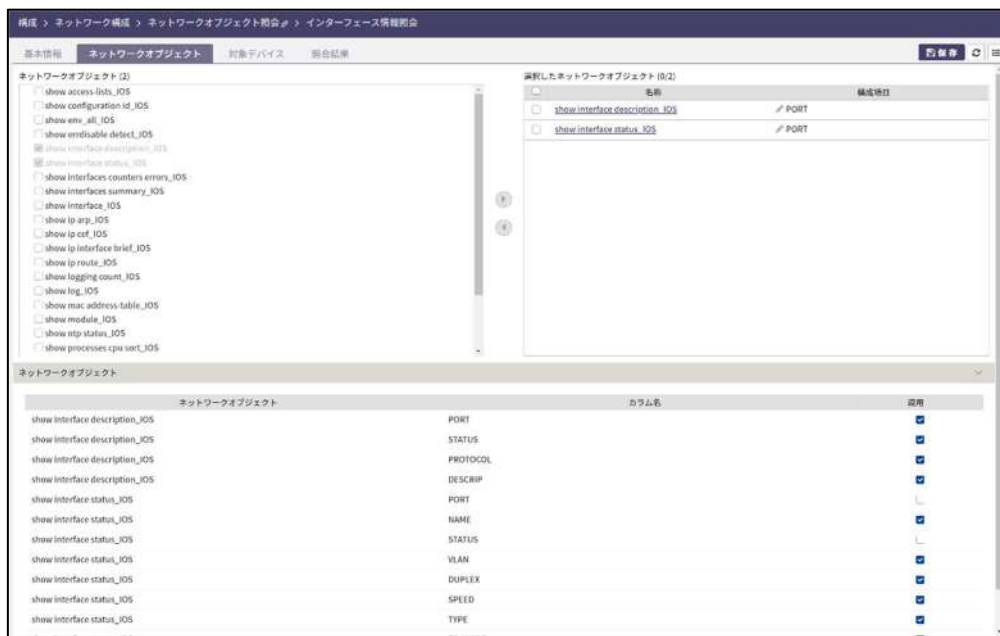 構成 > ネットワーク構成 > ネットワークオブジェクト照会 > インターフェース情報照会
基本情報 ネットワークオブジェクト 対象デバイス 照会結果 保存
ネットワークオブジェクト (2)
show access-lists_IOS
show configuration id_IOS
show env_all_IOS
show errdisable detect_IOS
show interface description_IOS
show interface status_IOS
show interfaces counters errors_IOS
show interfaces summary_IOS
show interface_IOS
show ip arp_IOS
show ip cef_IOS
show ip interface brief_IOS
show ip route_IOS
show logging count_IOS
show log_IOS
show mac address-table_IOS
show module_IOS
show ntp status_IOS
show processes cpu sort_IOS
選択したネットワークオブジェクト (0/2)
名称 構成項目
show interface description_IOS PORT
show interface status_IOS PORT
ネットワークオブジェクト
ネットワークオブジェクト カラム名 適用
show interface description_IOS PORT
show interface description_IOS STATUS
show interface description_IOS PROTOCOL
show interface description_IOS DESCRIP
show interface status_IOS PORT
show interface status_IOS NAME
show interface status_IOS STATUS
show interface status_IOS VLAN
show interface status_IOS DUPLEX
show interface status_IOS SPEED
show interface status_IOS TYPE